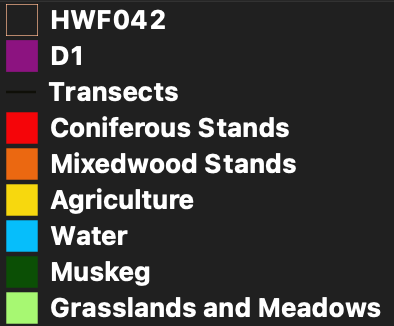 HWF042
D1
Transects
Coniferous Stands
Mixedwood Stands
Agriculture
Water
Muskeg
Grasslands and Meadows